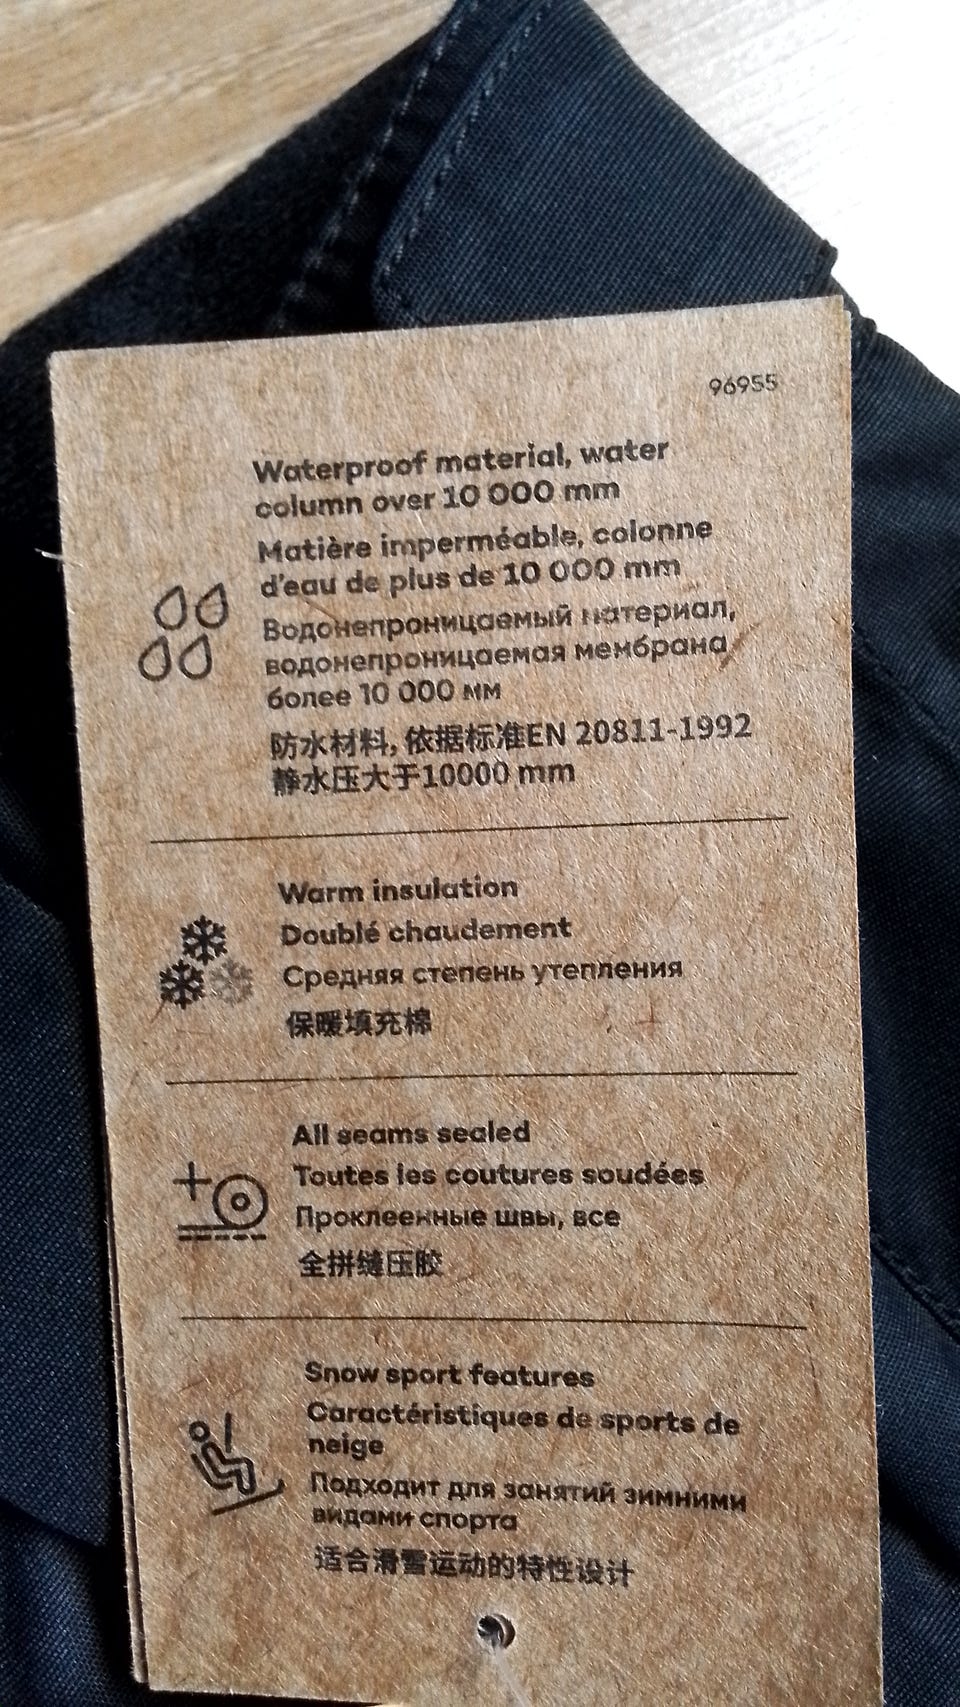 96955
Waterproof material, water
column over 10 000 mm
Matière imperméable, colonne
d'eau de plus de 10 000 mm
Водонепроницаемый материал,
водонепроницаемая мембрана
более 10 000 мм
防水材料, 依据标准EN 20811-1992
静水压大于10000 mm
Warm insulation
Doublé chaudement
Средняя степень утепления
保暖填充棉
All seams sealed
Toutes les coutures soudées
Проклеенные швы, все
全拼缝压胶
Snow sport features
Caractéristiques de sports de
neige
Подходит для занятий зимними
видами спорта
适合滑雪运动的特性设计